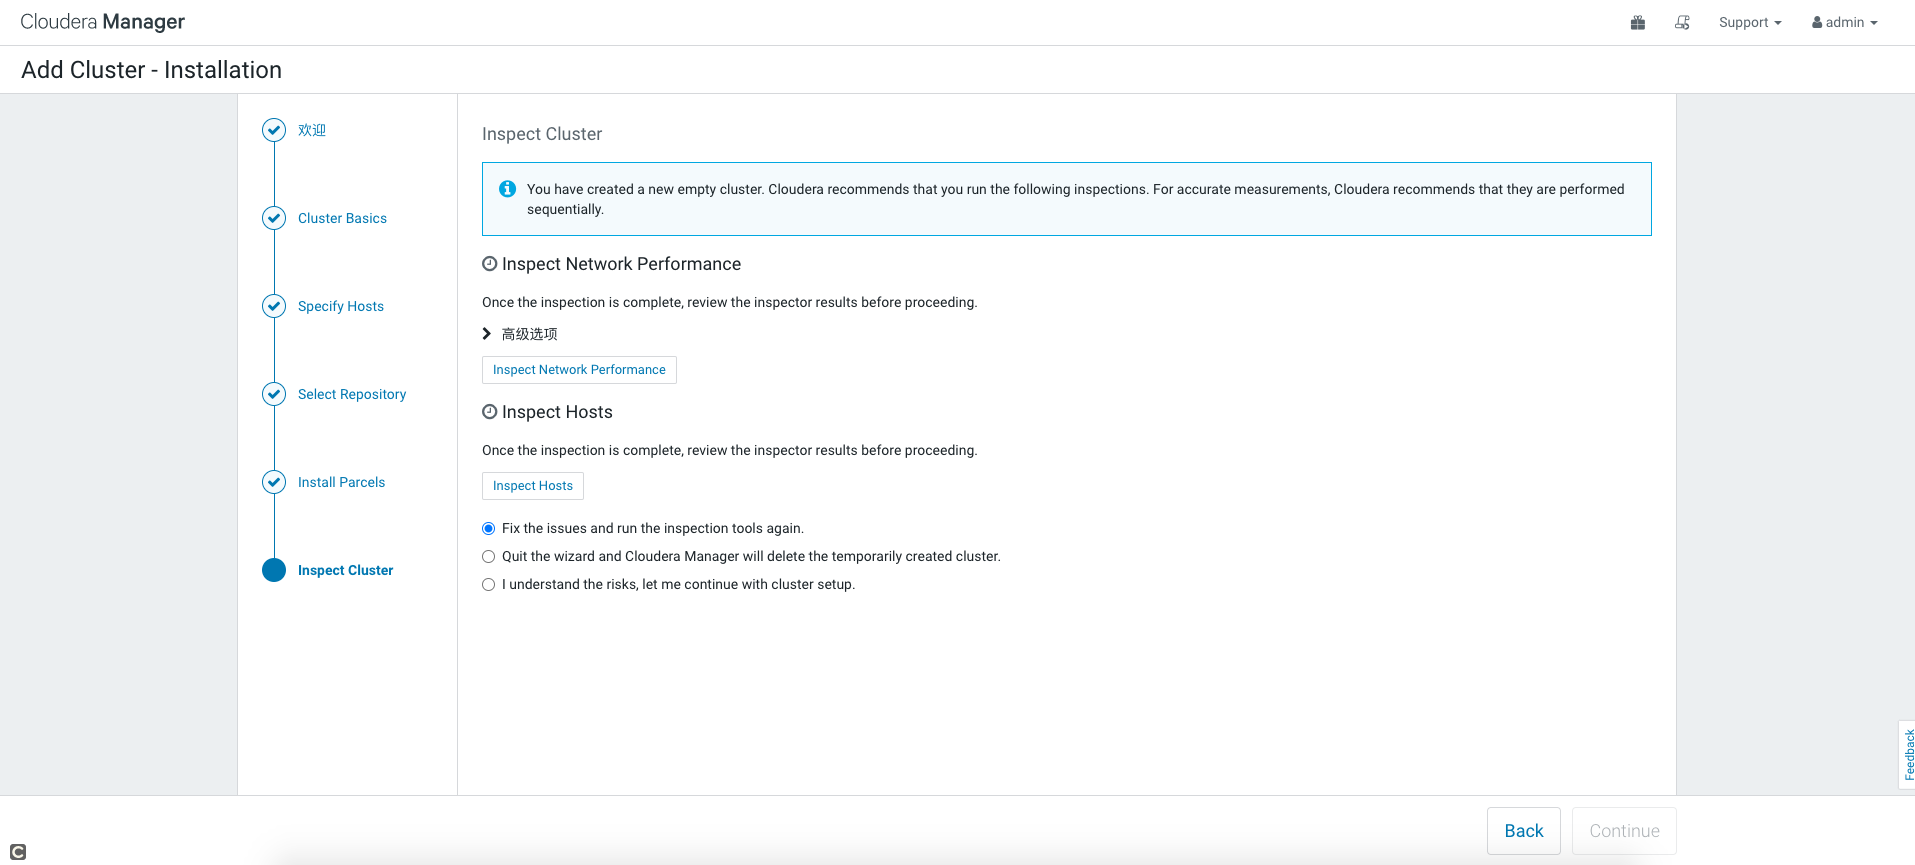 Cloudera Manager
Support
admin
Add Cluster - Installation
欢迎
Cluster Basics
Specify Hosts
Select Repository
Install Parcels
Inspect Cluster
Inspect Cluster
You have created a new empty cluster. Cloudera recommends that you run the following inspections. For accurate measurements, Cloudera recommends that they are performed
sequentially.
Inspect Network Performance
Once the inspection is complete, review the inspector results before proceeding.
高级选项
Inspect Network Performance
Inspect Hosts
Once the inspection is complete, review the inspector results before proceeding.
Inspect Hosts
Fix the issues and run the inspection tools again.
Quit the wizard and Cloudera Manager will delete the temporarily created cluster.
I understand the risks, let me continue with cluster setup.
Feedback
Back
Continue